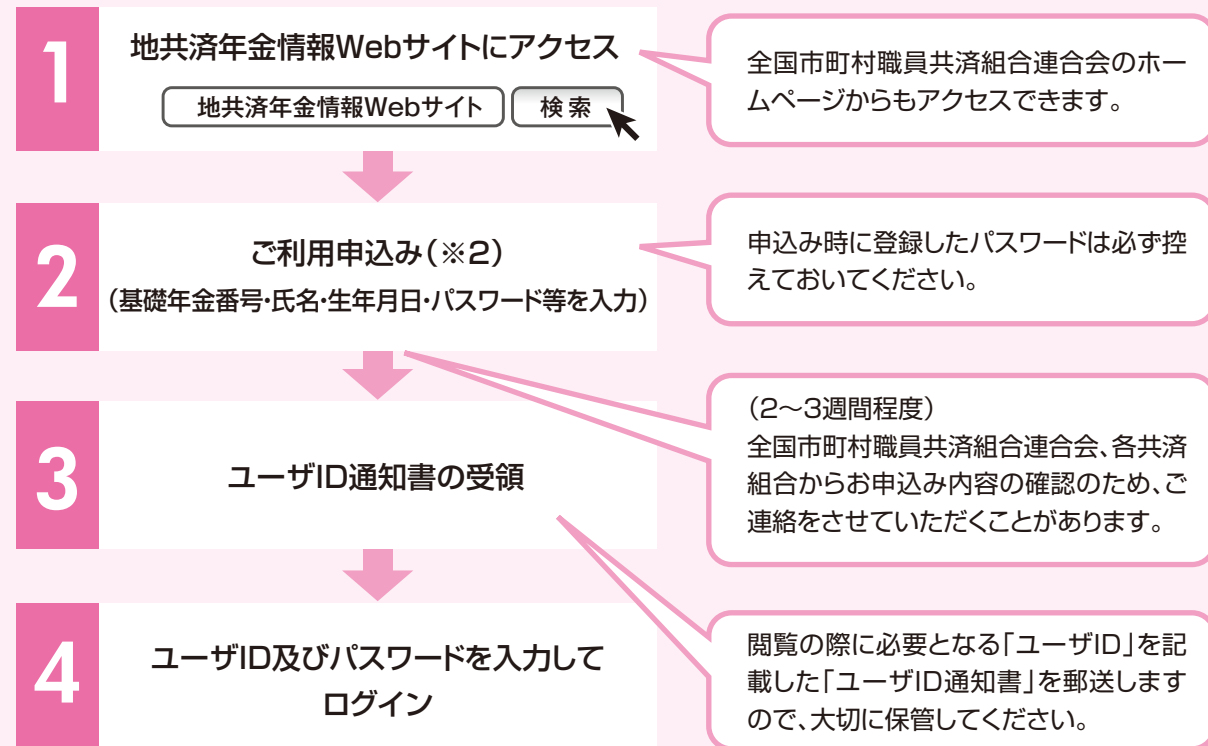 1
地共済年金情報Webサイトにアクセス
地共済年金情報Webサイト 検索
全国市町村職員共済組合連合会のホー
ムページからもアクセスできます。
2
ご利用申込み(※2)
(基礎年金番号・氏名・生年月日・パスワード等を入力)
申込み時に登録したパスワードは必ず控
えておいてください。
(2〜3週間程度)
全国市町村職員共済組合連合会、各共済
組合からお申込み内容の確認のため、ご
連絡をさせていただくことがあります。
3
ユーザID通知書の受領
閲覧の際に必要となる「ユーザID」を記
載した「ユーザID通知書」を郵送します
ので、大切に保管してください。
4
ユーザID及びパスワードを入力して
ログイン